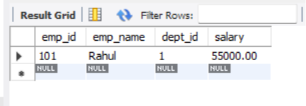 Result Grid Filter Rows:
emp_id emp_name dept_id salary
101 Rahul 1 55000.00
NULL NULL NULL NULL